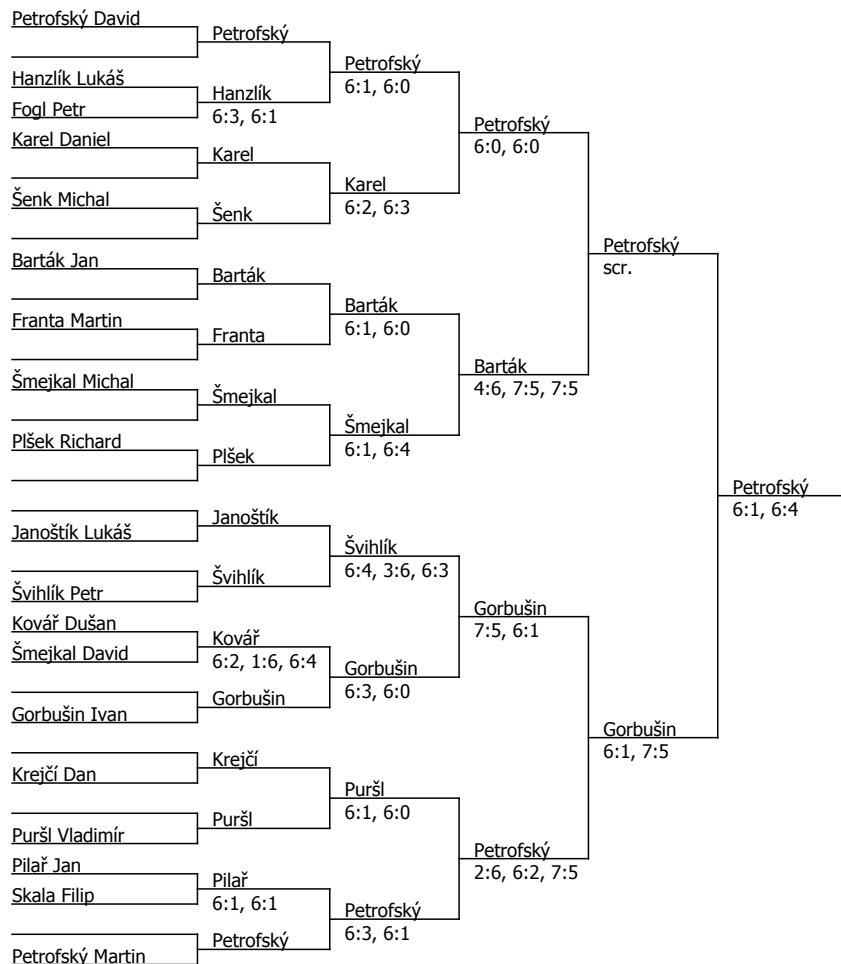 Petrofský David
Petrofský
Petrofský
6:1, 6:0
Hanzlík Lukáš
Hanzlík
6:3, 6:1
Fogl Petr
Petrofský
6:0, 6:0
Karel Daniel
Karel
Karel
6:2, 6:3
Šenk Michal
Šenk
Petrofský
scr.
Barták Jan
Barták
Barták
6:1, 6:0
Franta Martin
Franta
Barták
4:6, 7:5, 7:5
Šmejkal Michal
Šmejkal
Šmejkal
6:1, 6:4
Plšek Richard
Plšek
Petrofský
6:1, 6:4
Janoštík
Janoštík Lukáš
Švihlík
6:4, 3:6, 6:3
Švihlík
Švihlík Petr
Gorbušin
7:5, 6:1
Kovář Dušan
Kovář
6:2, 1:6, 6:4
Šmejkal David
Gorbušin
6:3, 6:0
Gorbušin
Gorbušin Ivan
Gorbušin
6:1, 7:5
Krejčí
Krejčí Dan
Puršl
6:1, 6:0
Puršl
Puršl Vladimír
Petrofský
2:6, 6:2, 7:5
Pilař Jan
Pilař
6:1, 6:1
Skala Filip
Petrofský
6:3, 6:1
Petrofský
Petrofský Martin